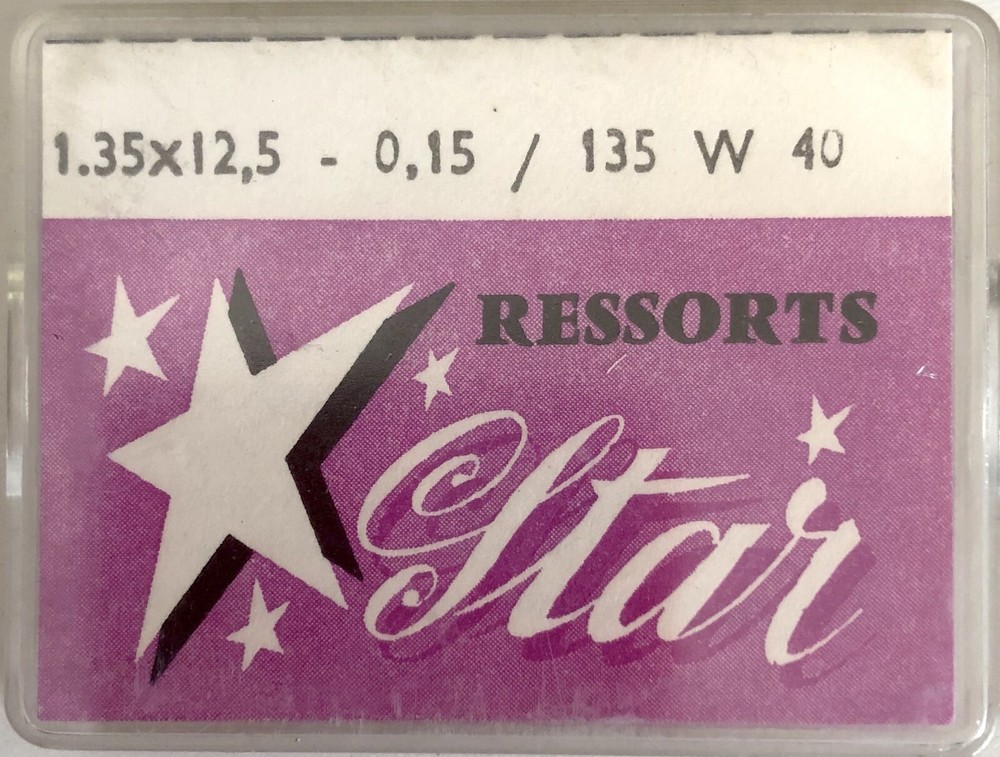 1.35x12,5 - 0,15 / 135 W 40
RESSORTS
Star